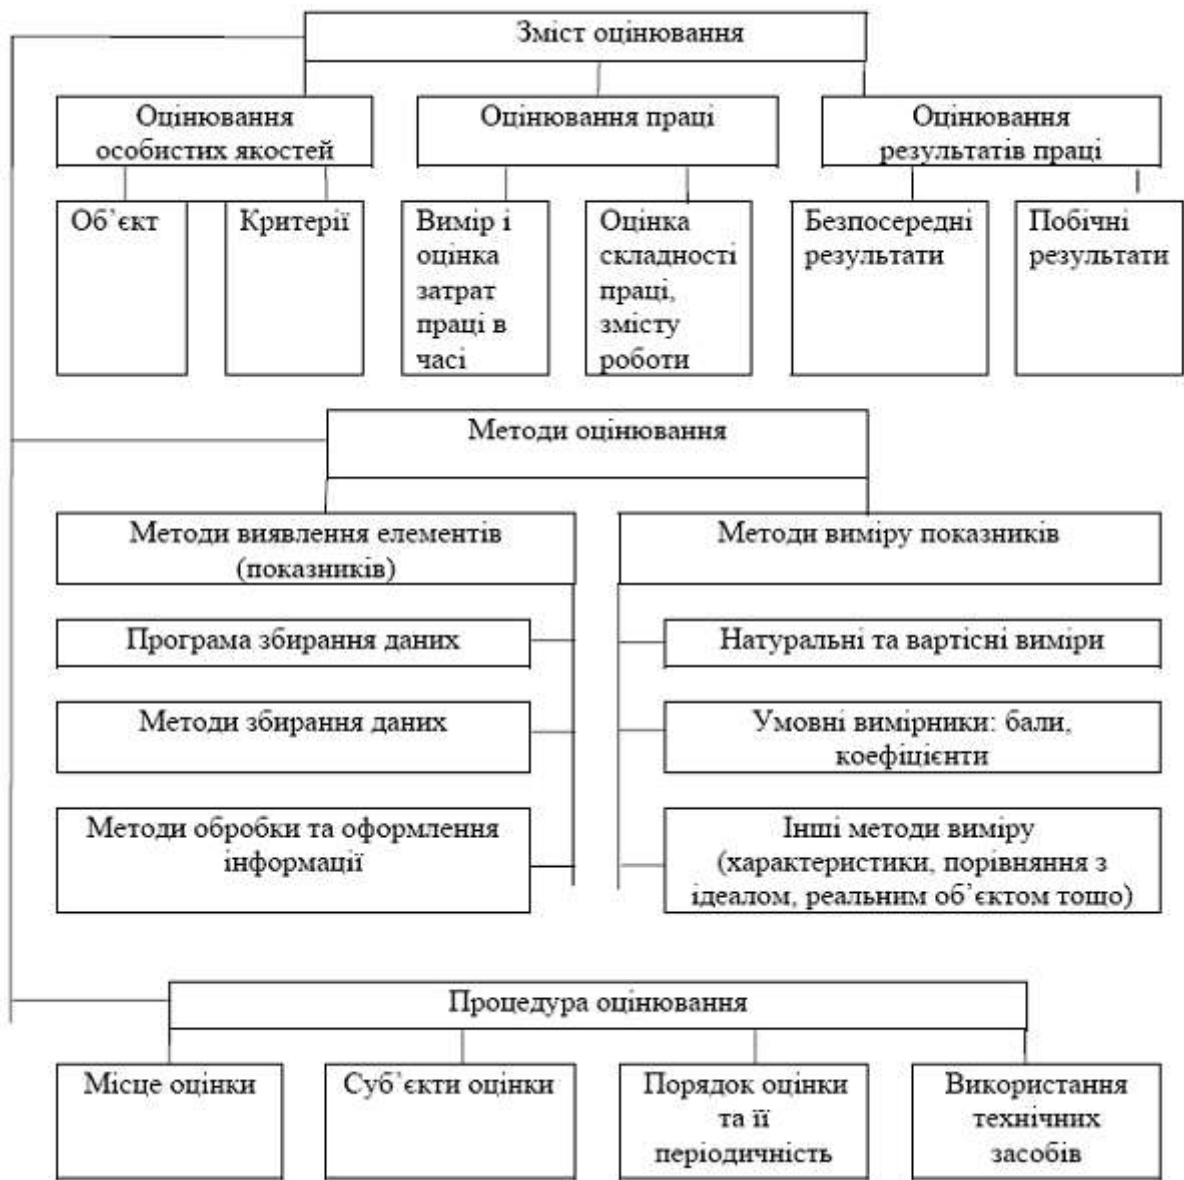 Зміст оцінювання
Оцінювання
особистих якостей
Оцінювання праці
Оцінювання
результатів праці
Об’єкт
Критерії
Вимір і
оцінка
затрат
праці в
часі
Оцінка
складності
праці,
змісту
роботи
Безпосередні
результати
Побічні
результати
Методи оцінювання
Методи виявлення елементів
(показників)
Методи виміру показників
Програма збирання даних
Натуральні та вартісні виміри
Методи збирання даних
Умовні вимірники: бали,
коефіцієнти
Методи обробки та оформлення
інформації
Інші методи виміру
(характеристики, порівняння з
ідеалом, реальним об’єктом тощо)
Процедура оцінювання
Місце оцінки
Суб’єкти оцінки
Порядок оцінки
та її
періодичність
Використання
технічних
засобів